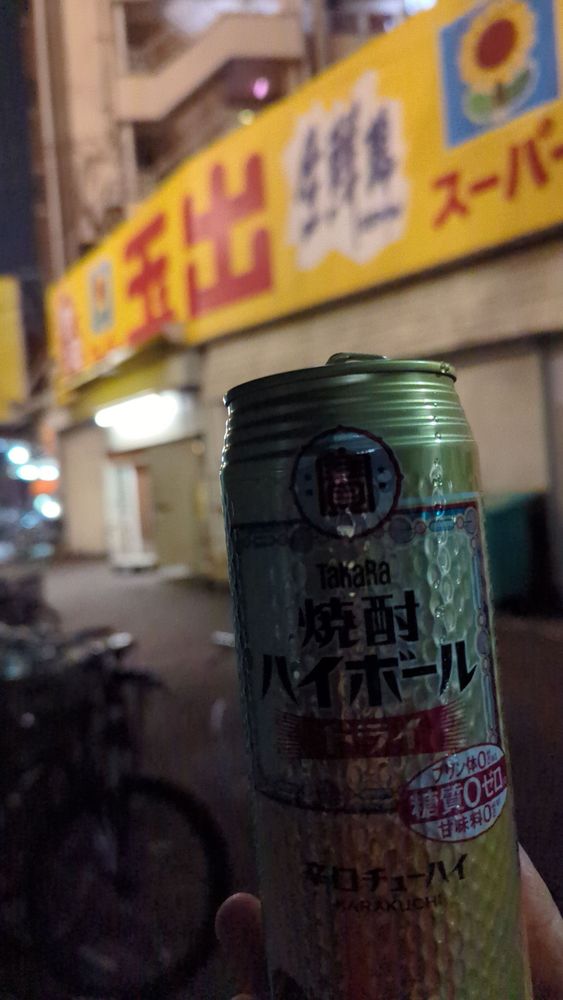 玉出
生鮮
スーパー
寶
TaKaRa
焼酎
ハイボール
ドライ
プリン体0
糖質0ゼロ
甘味料0
辛口チューハイ
KARAKUCHI